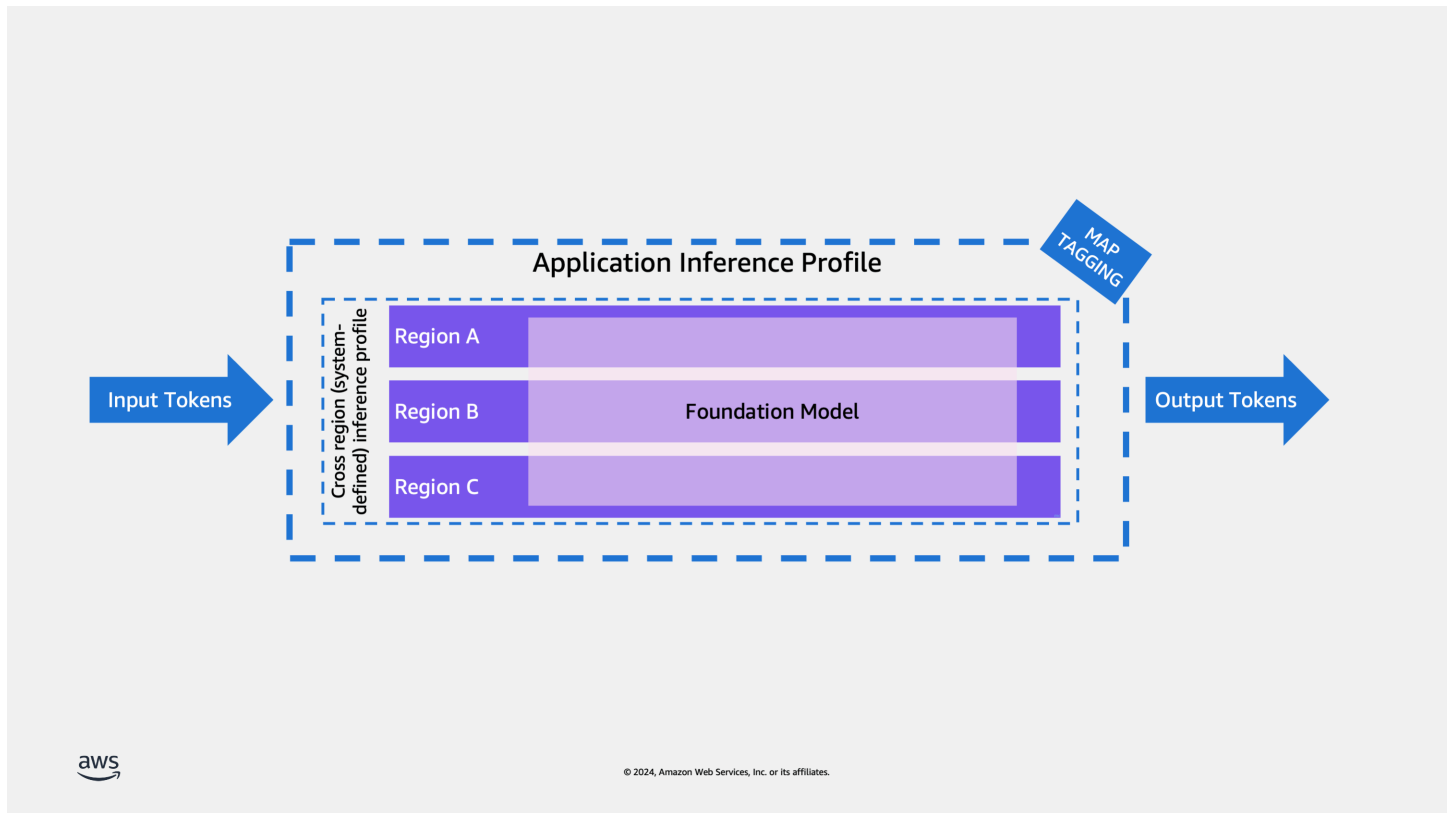 MAP
TAGGING
Application Inference Profile
Cross region (system-
defined) inference profile
Region A
Region B
Foundation Model
Region C
Input Tokens
Output Tokens
aws
© 2024, Amazon Web Services, Inc. or its affiliates.